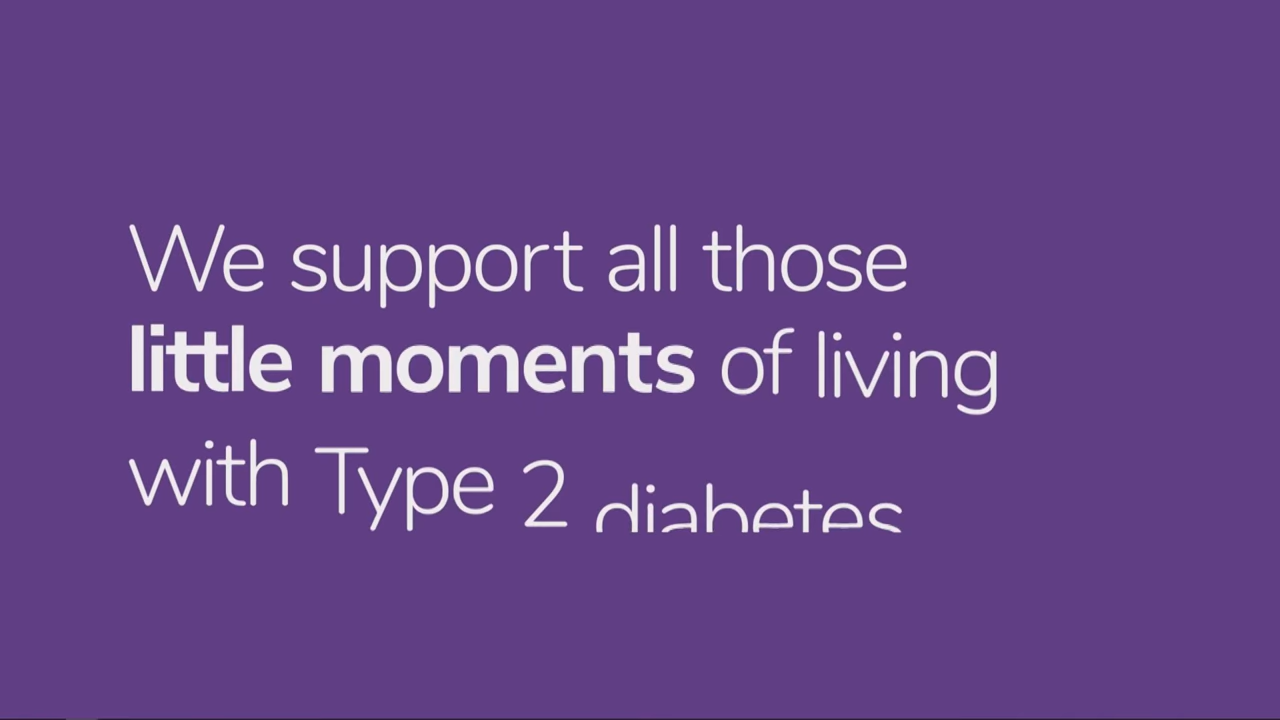 We support all those
little moments of living
with Type 2 diabetes